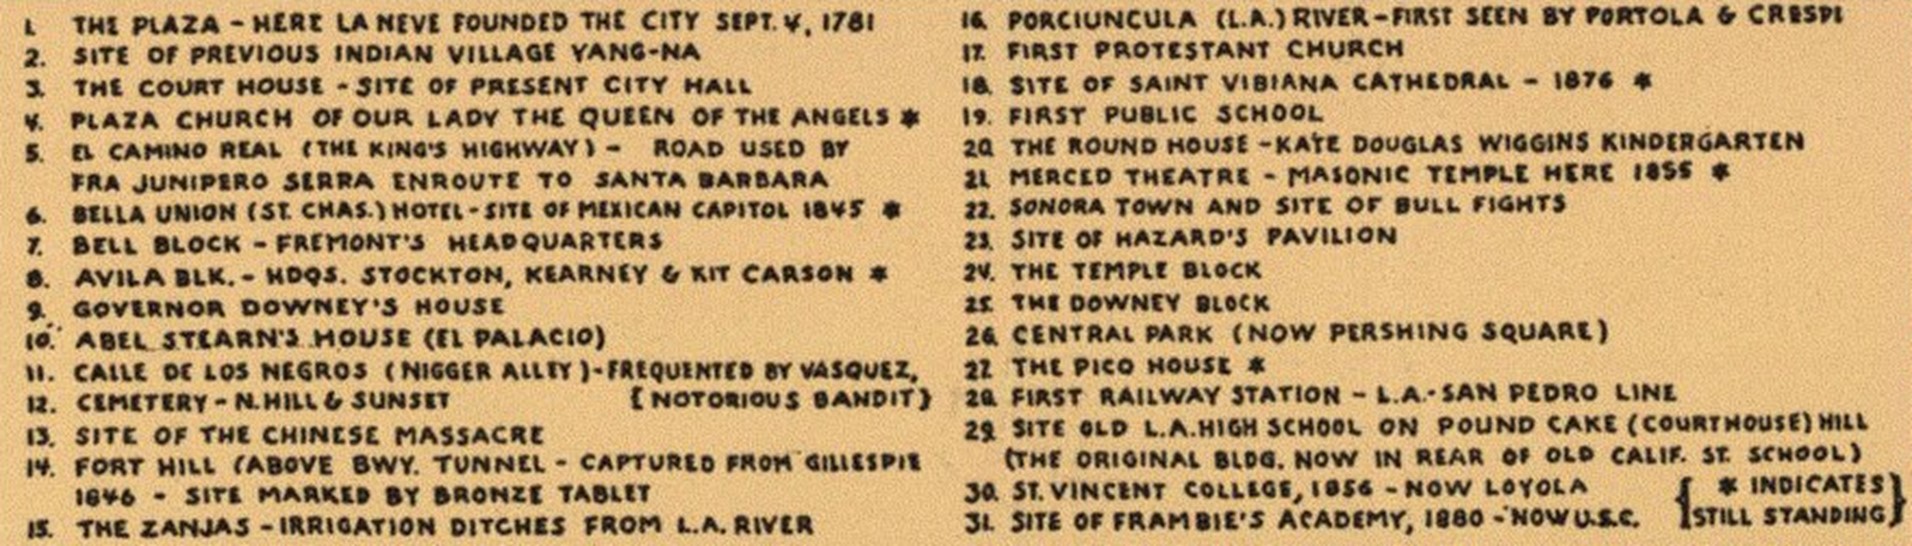 1. THE PLAZA - HERE LA NEVE FOUNDED THE CITY SEPT. 4, 1781
2. SITE OF PREVIOUS INDIAN VILLAGE YANG-NA
3. THE COURT HOUSE - SITE OF PRESENT CITY HALL
4. PLAZA CHURCH OF OUR LADY THE QUEEN OF THE ANGELS *
5. EL CAMINO REAL (THE KING'S HIGHWAY) - ROAD USED BY
FRA JUNIPERO SERRA ENROUTE TO SANTA BARBARA
6. BELLA UNION (ST. CHAS.) HOTEL - SITE OF MEXICAN CAPITOL 1845 *
7. BELL BLOCK - FREMONT'S HEADQUARTERS
8. AVILA BLK. - HDQS. STOCKTON, KEARNEY & KIT CARSON *
9. GOVERNOR DOWNEY'S HOUSE
10. ABEL STEARN'S HOUSE (EL PALACIO)
11. CALLE DE LOS NEGROS (NIGGER ALLEY) - FREQUENTED BY VASQUEZ,
[NOTORIOUS BANDIT}
12. CEMETERY - N. HILL & SUNSET
13. SITE OF THE CHINESE MASSACRE
14. FORT HILL (ABOVE BWY. TUNNEL - CAPTURED FROM GILLESPIE
1846 - SITE MARKED BY BRONZE TABLET
15. THE ZANJAS - IRRIGATION DITCHES FROM L.A. RIVER
16. PORCIUNCULA (L.A.) RIVER - FIRST SEEN BY PORTOLA & CRESPI
17. FIRST PROTESTANT CHURCH
18. SITE OF SAINT VIBIANA CATHEDRAL - 1876 *
19. FIRST PUBLIC SCHOOL
20. THE ROUND HOUSE - KATE DOUGLAS WIGGINS KINDERGARTEN
21. MERCED THEATRE - MASONIC TEMPLE HERE 1855 *
22. SONORA TOWN AND SITE OF BULL FIGHTS
23. SITE OF HAZARD'S PAVILION
24. THE TEMPLE BLOCK
25. THE DOWNEY BLOCK
26. CENTRAL PARK (NOW PERSHING SQUARE)
27. THE PICO HOUSE *
28. FIRST RAILWAY STATION - L.A.-SAN PEDRO LINE
29. SITE OLD L.A. HIGH SCHOOL ON POUND CAKE (COURTHOUSE) HILL
(THE ORIGINAL BLDG. NOW IN REAR OF OLD CALIF. ST. SCHOOL)
30. ST. VINCENT COLLEGE, 1856 - NOW LOYOLA
31. SITE OF FRAMBIE'S ACADEMY, 1880 - NOW U.S.C.
{* INDICATES
STILL STANDING}